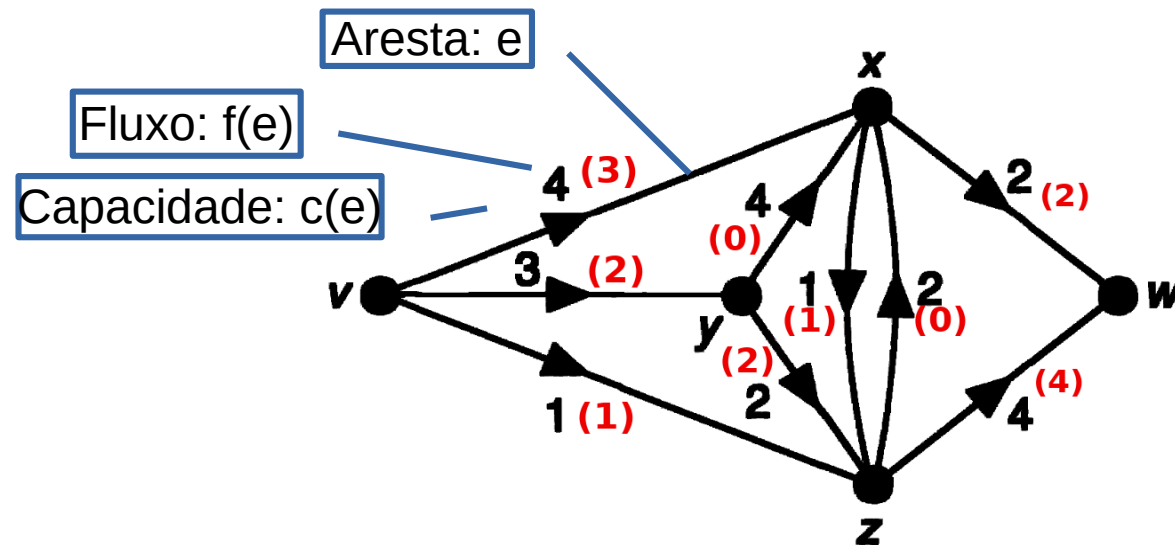 Aresta: e
x
Fluxo: f(e)
4 (3)
2 (2)
Capacidade: c(e)
4
(0)
3 (2)
v
1 (1)
2 (0)
w
y
(2)
2
(4)
4
1 (1)
z